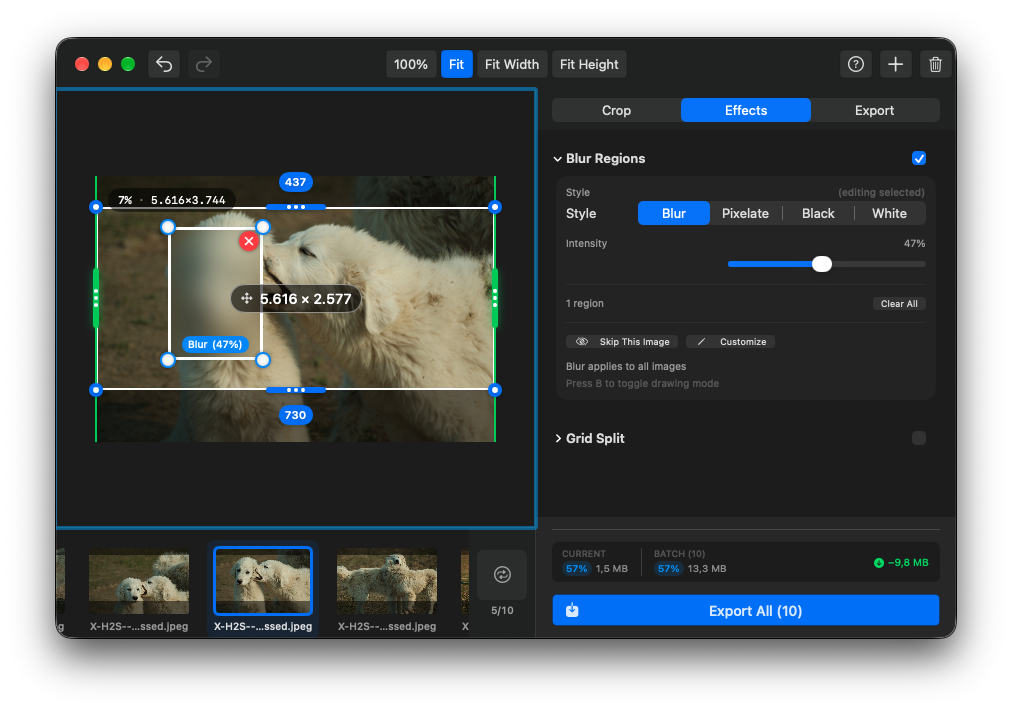 100% Fit Fit Width Fit Height ?
Crop Effects Export
Blur Regions
437
7% · 5.616×3.744
Style (editing selected)
Style Blur Pixelate Black White
Intensity 47%
5.616 × 2.577
1 region Clear All
Blur (47%)
Skip This Image Customize
Blur applies to all images
Press B to toggle drawing mode
730
Grid Split
CURRENT BATCH (10)
57% 1,5 MB 57% 13,3 MB −9,8 MB
5/10 Export All (10)
g X-H2S--...ssed.jpeg X-H2S--...ssed.jpeg X-H2S--...ssed.jpeg X